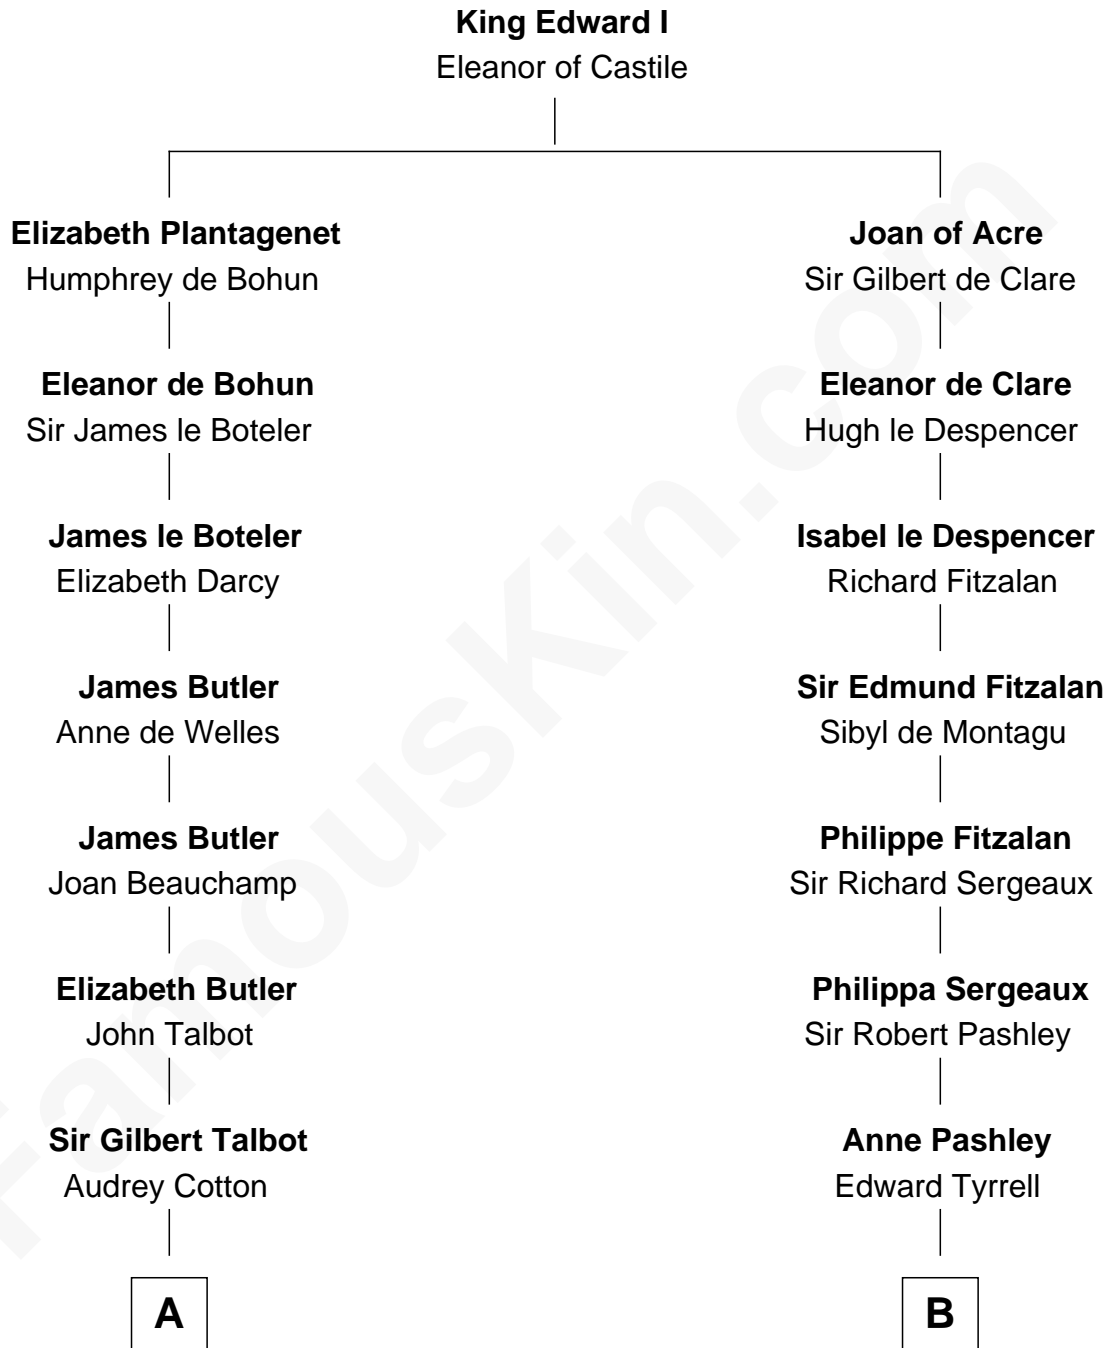 King Edward I
Eleanor of Castile
Elizabeth Plantagenet
Humphrey de Bohun
Joan of Acre
Sir Gilbert de Clare
Eleanor de Bohun
Sir James le Boteler
Eleanor de Clare
Hugh le Despencer
James le Boteler
Elizabeth Darcy
Isabel le Despencer
Richard Fitzalan
James Butler
Anne de Welles
Sir Edmund Fitzalan
Sibyl de Montagu
James Butler
Joan Beauchamp
Philippe Fitzalan
Sir Richard Sergeaux
Elizabeth Butler
John Talbot
Philippa Sergeaux
Sir Robert Pashley
Sir Gilbert Talbot
Audrey Cotton
Anne Pashley
Edward Tyrrell
A
B
FamousKin.com